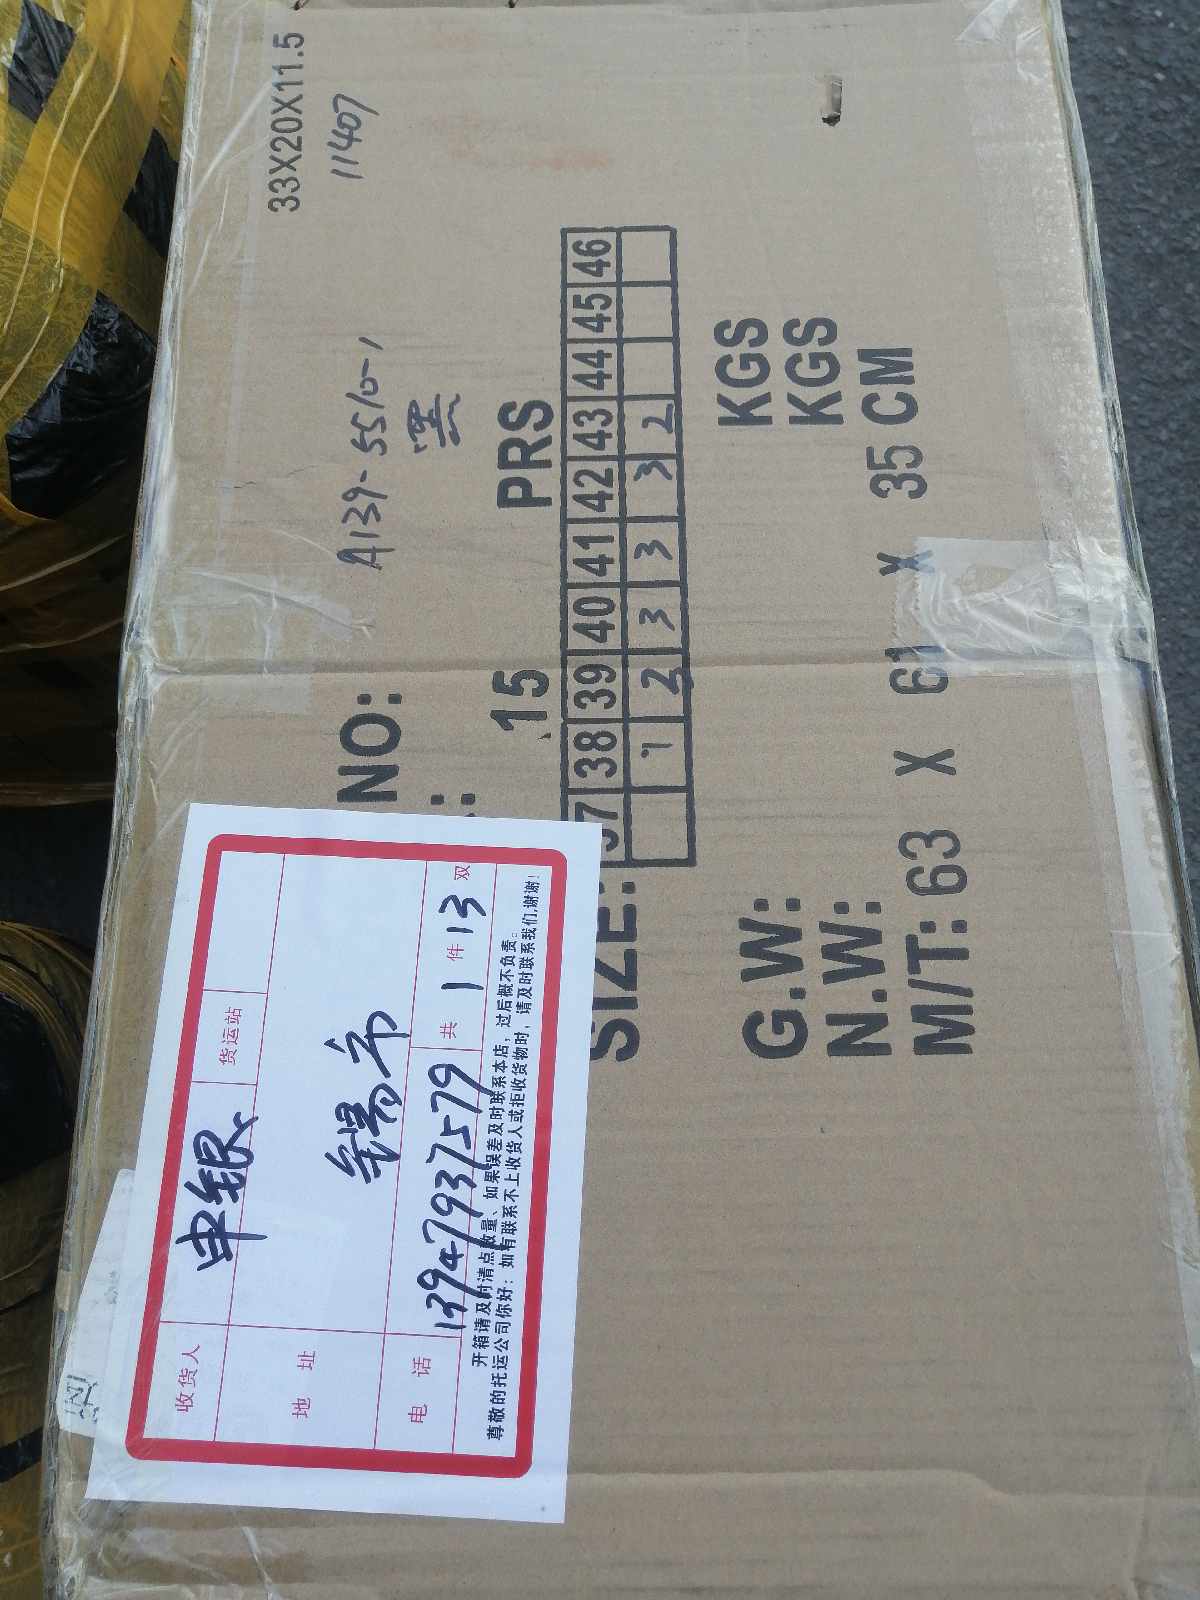 33X20X11.5
11407
NO: A139-5510-1
黑
: 15 PRS
SIZE: 37 38 39 40 41 42 43 44 45 46
1 2 3 3 3 2
G.W: KGS
N.W: KGS
M/T: 63 X 61 X 35 CM
收货人 申银 货运站
地址 锡市
电话 13947937579 共 1 件 13 双
开箱请及时清点数量、如果误差及时联系本店，过后概不负责。
尊敬的托运公司你好：如有联系不上收货人或拒收货物时，请及时联系我们,谢谢！